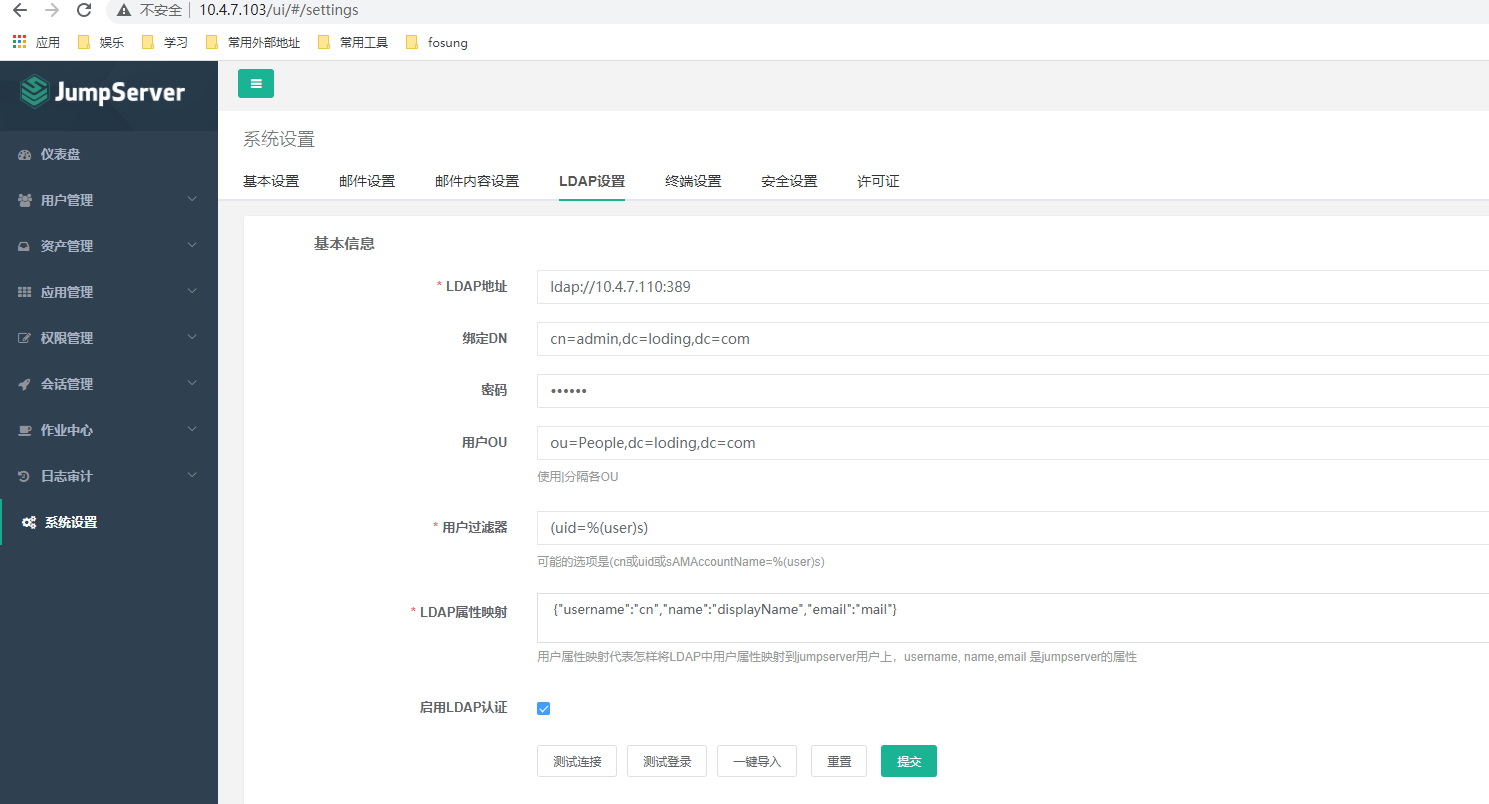 不安全 10.4.7.103/ui/#/settings
应用 娱乐 学习 常用外部地址 常用工具 fosung
JumpServer
仪表盘
用户管理
资产管理
应用管理
权限管理
会话管理
作业中心
日志审计
系统设置
系统设置
基本设置 邮件设置 邮件内容设置 LDAP设置 终端设置 安全设置 许可证
基本信息
* LDAP地址 ldap://10.4.7.110:389
绑定DN cn=admin,dc=loding,dc=com
密码 ••••••
用户OU ou=People,dc=loding,dc=com
使用|分隔各OU
* 用户过滤器 (uid=%(user)s)
可能的选项是(cn或uid或sAMAccountName=%(user)s)
* LDAP属性映射 {"username":"cn","name":"displayName","email":"mail"}
用户属性映射代表怎样将LDAP中用户属性映射到jumpserver用户上，username, name,email 是jumpserver的属性
启用LDAP认证
测试连接 测试登录 一键导入 重置 提交